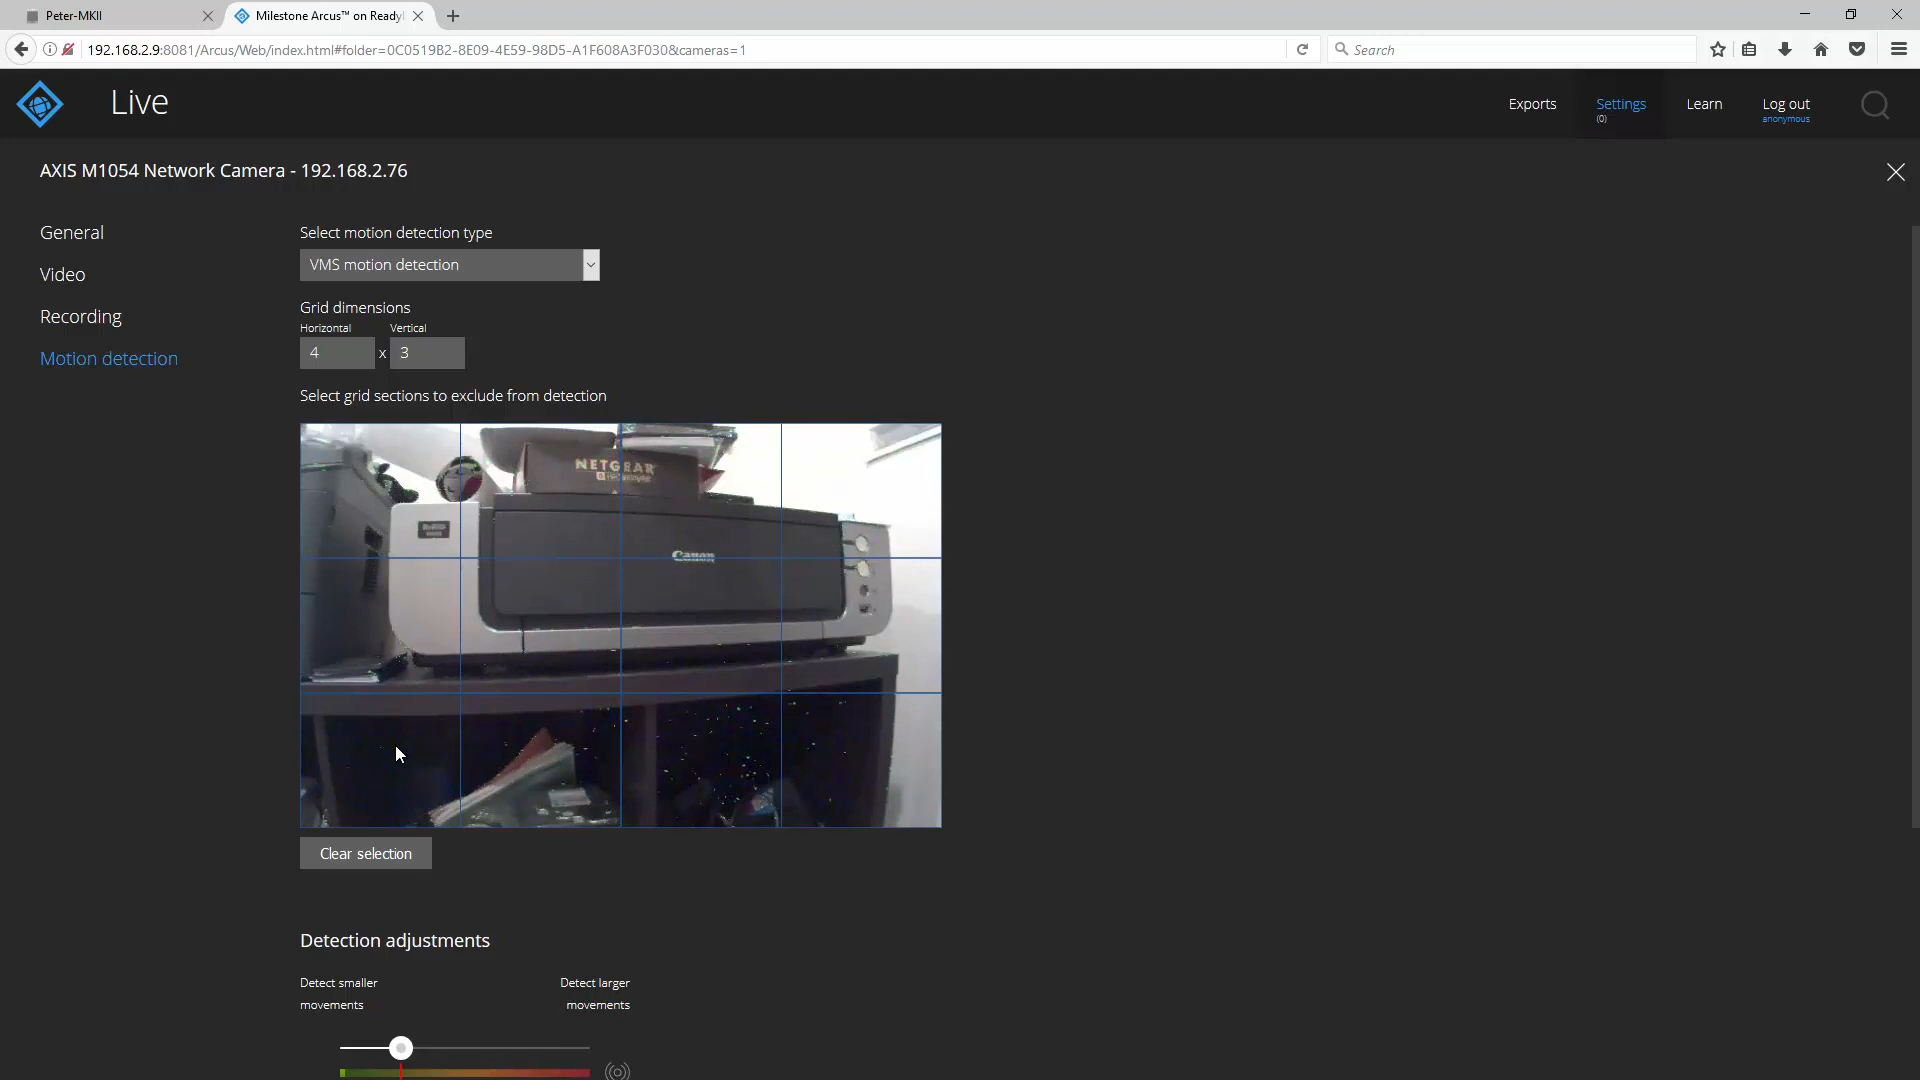 Peter-MKII
Milestone Arcus™ on Ready
192.168.2.9:8081/Arcus/Web/index.html#folder=0C0519B2-8E09-4E59-98D5-A1F608A3F030&cameras=1
Search
Live
Exports
Settings
(0)
Learn
Log out
anonymous
AXIS M1054 Network Camera - 192.168.2.76
General
Video
Recording
Motion detection
Select motion detection type
VMS motion detection
Grid dimensions
Horizontal
Vertical
4 x 3
Select grid sections to exclude from detection
NETGEAR
Canon
Clear selection
Detection adjustments
Detect smaller
movements
Detect larger
movements